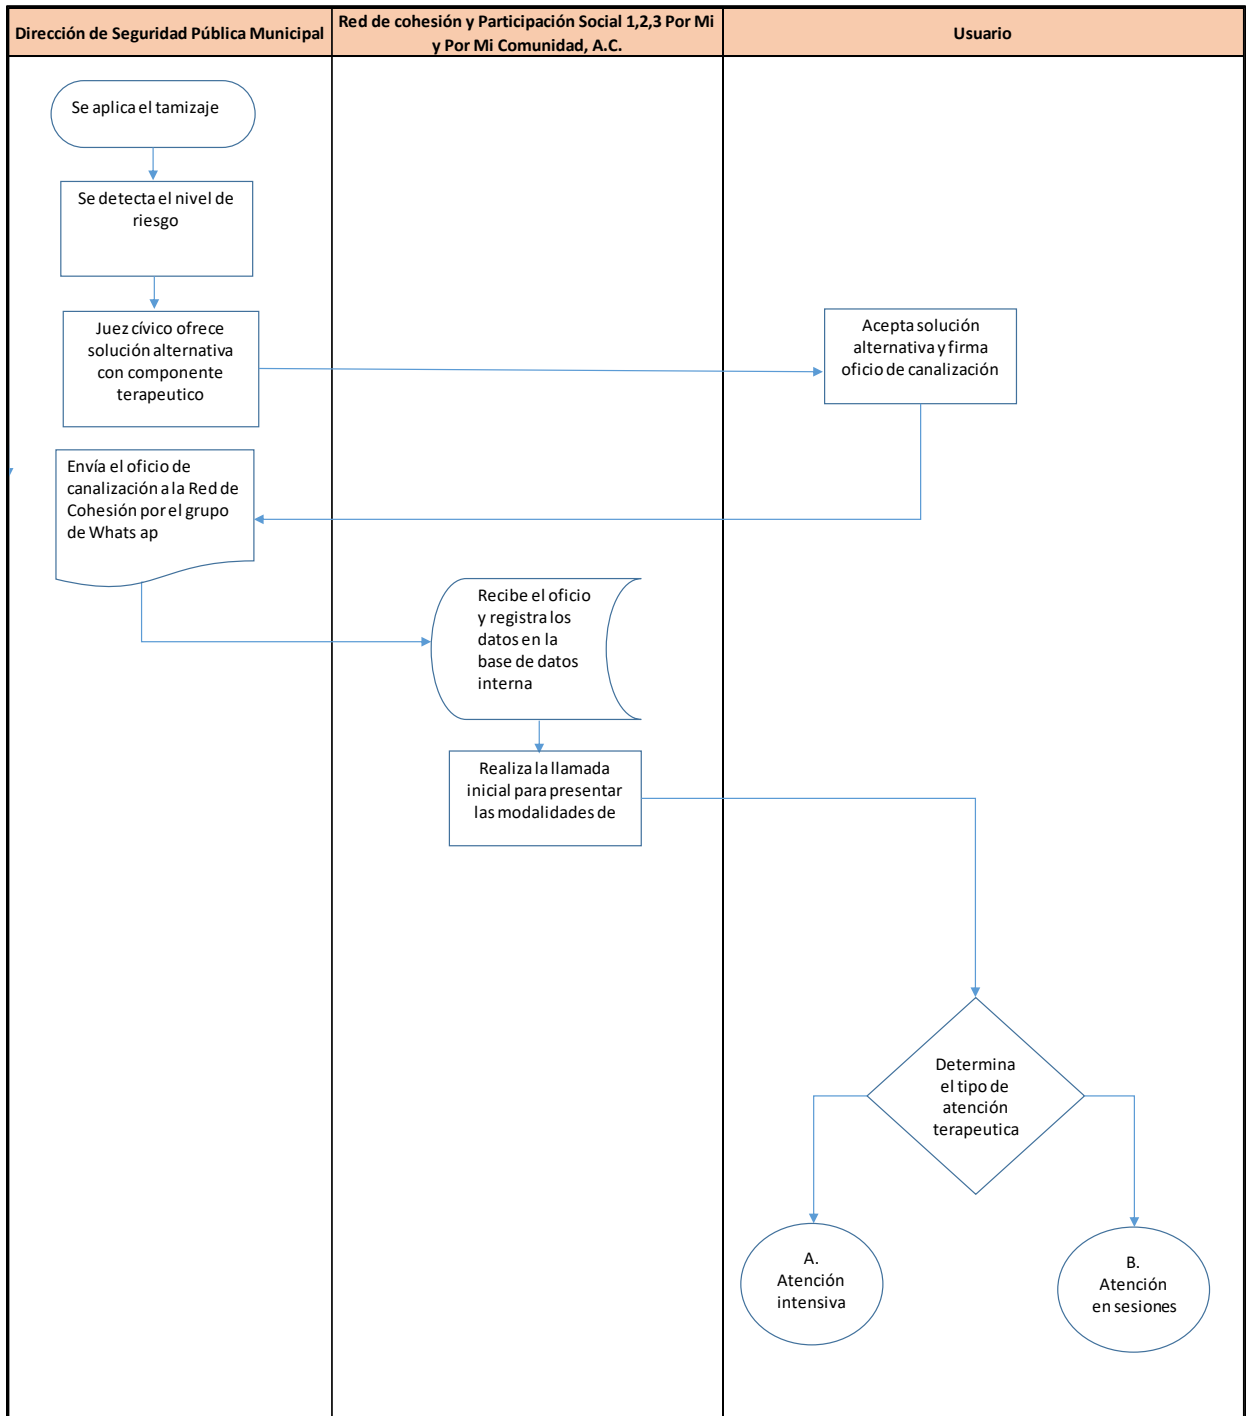 Dirección de Seguridad Pública Municipal
Red de cohesión y Participación Social 1,2,3 Por Mi
y Por Mi Comunidad, A.C.
Usuario
Se aplica el tamizaje
Se detecta el nivel de
riesgo
Juez cívico ofrece
solución alternativa
con componente
terapeutico
Acepta solución
alternativa y firma
oficio de canalización
Envía el oficio de
canalización a la Red de
Cohesión por el grupo
de Whats ap
Recibe el oficio
y registra los
datos en la
base de datos
interna
Realiza la llamada
inicial para presentar
las modalidades de
Determina
el tipo de
atención
terapeutica
A.
Atención
intensiva
B.
Atención
en sesiones